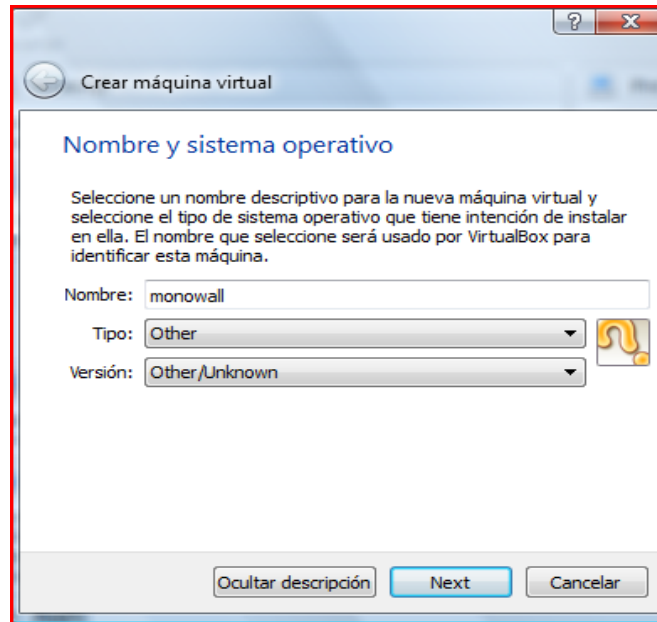 Crear máquina virtual
Nombre y sistema operativo
Seleccione un nombre descriptivo para la nueva máquina virtual y
seleccione el tipo de sistema operativo que tiene intención de instalar
en ella. El nombre que seleccione será usado por VirtualBox para
identificar esta máquina.
Nombre: monowall
Tipo: Other
Versión: Other/Unknown
Ocultar descripción Next Cancelar